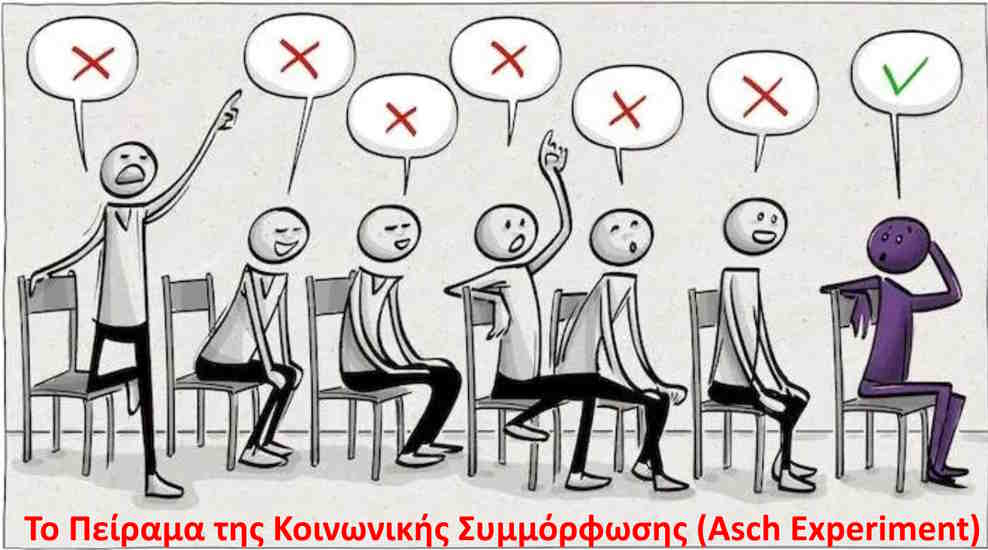 Το Πείραμα της Κοινωνικής Συμμόρφωσης (Asch Experiment)